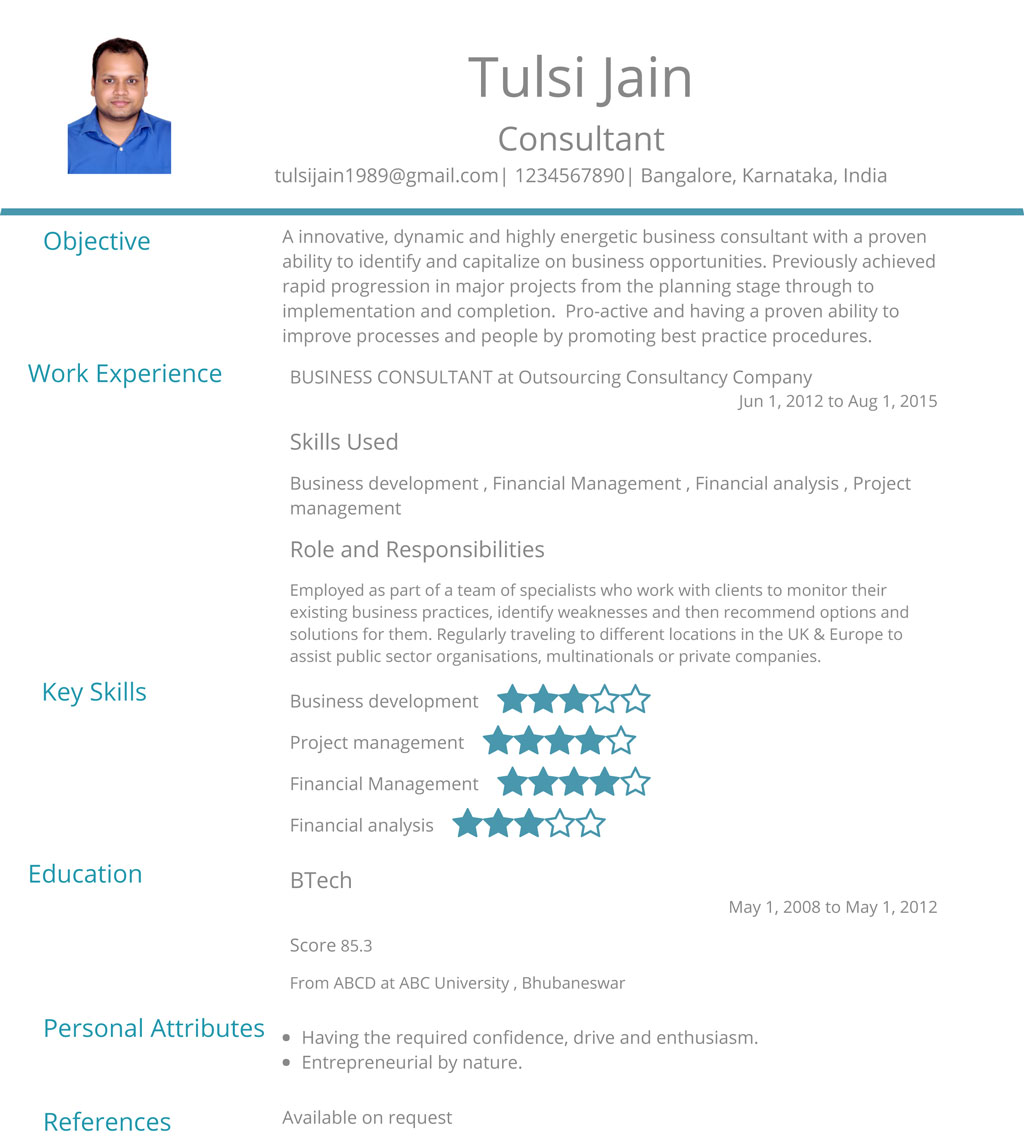 Tulsi Jain
Consultant
tulsijain1989@gmail.com| 1234567890| Bangalore, Karnataka, India
Objective
A innovative, dynamic and highly energetic business consultant with a proven
ability to identify and capitalize on business opportunities. Previously achieved
rapid progression in major projects from the planning stage through to
implementation and completion.  Pro-active and having a proven ability to
improve processes and people by promoting best practice procedures.
Work Experience
BUSINESS CONSULTANT at Outsourcing Consultancy Company
Jun 1, 2012 to Aug 1, 2015
Skills Used
Business development , Financial Management , Financial analysis , Project
management
Role and Responsibilities
Employed as part of a team of specialists who work with clients to monitor their
existing business practices, identify weaknesses and then recommend options and
solutions for them. Regularly traveling to different locations in the UK & Europe to
assist public sector organisations, multinationals or private companies.
Key Skills
Business development
Project management
Financial Management
Financial analysis
Education
BTech
May 1, 2008 to May 1, 2012
Score 85.3
From ABCD at ABC University , Bhubaneswar
Personal Attributes
Having the required confidence, drive and enthusiasm.
Entrepreneurial by nature.
References
Available on request